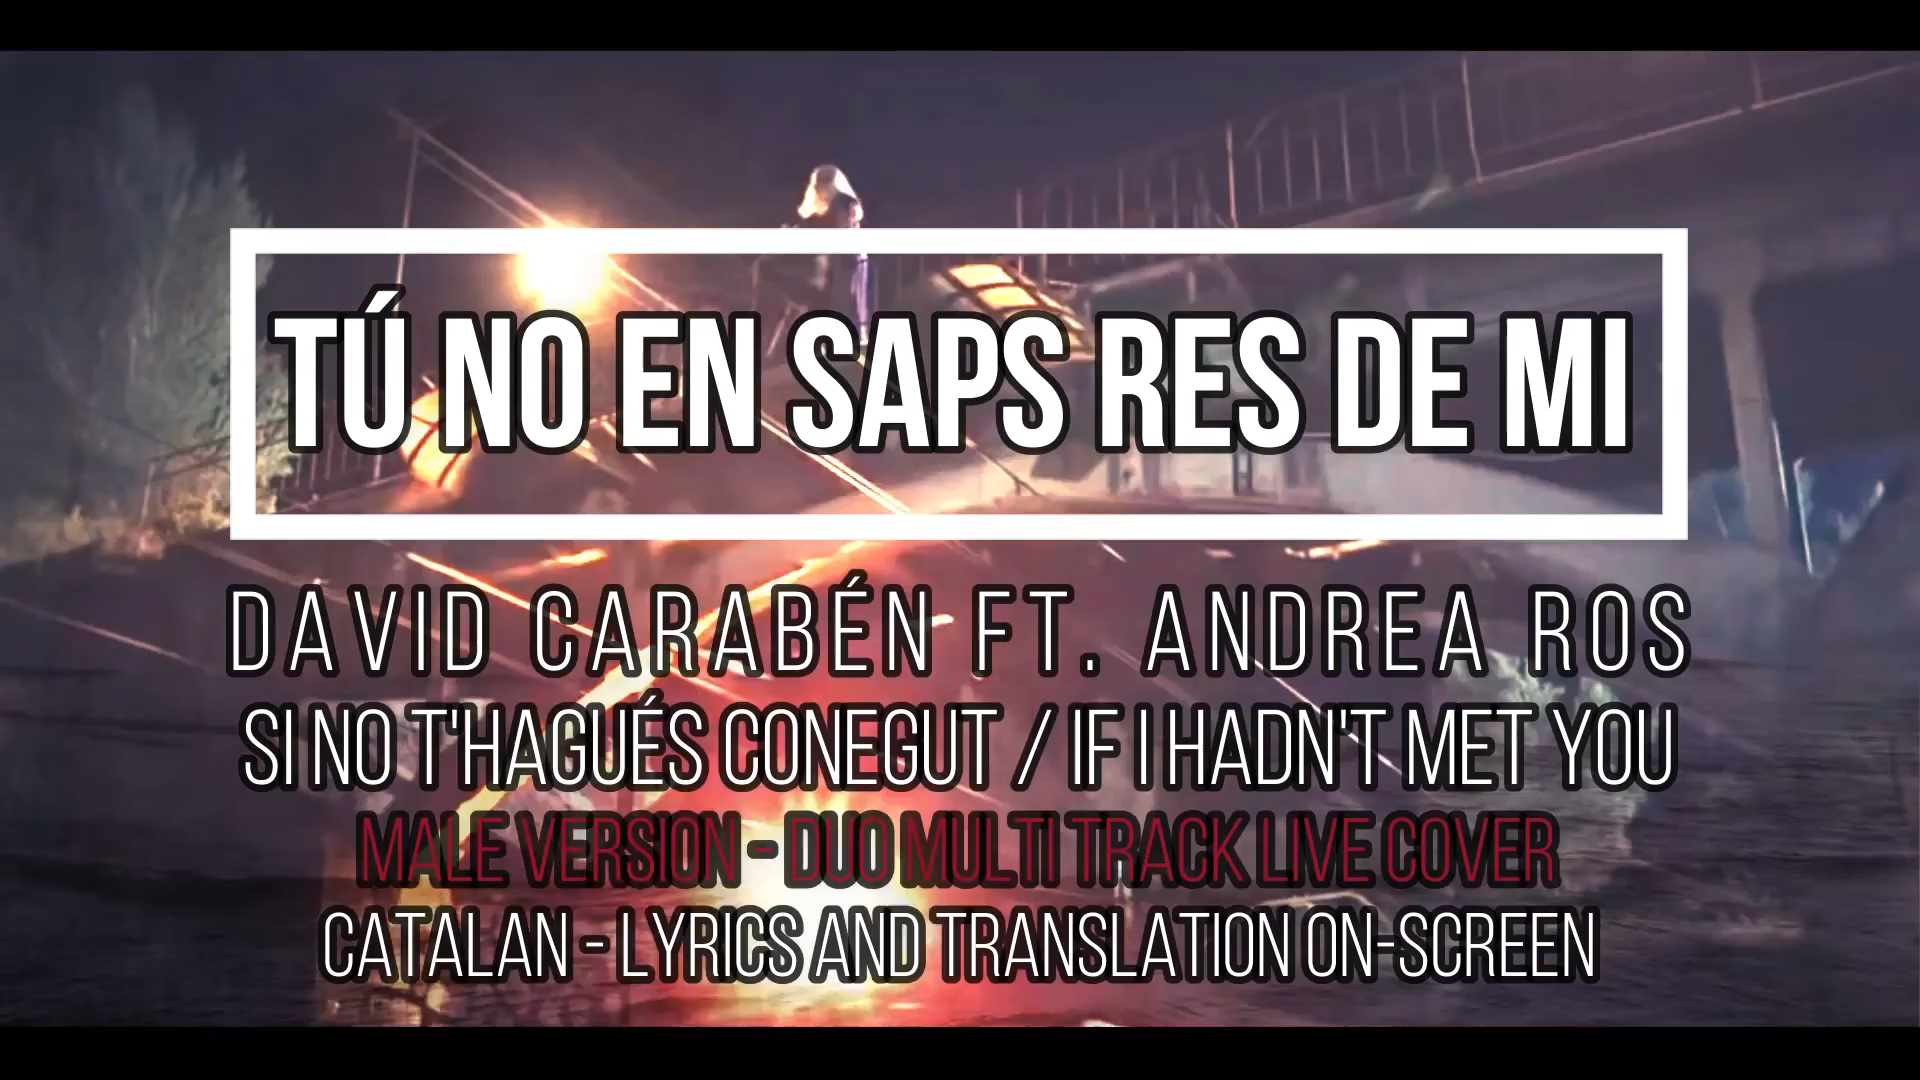 TÚ NO EN SAPS RES DE MI
DAVID CARABÉN FT. ANDREA ROS
SI NO T'HAGUÉS CONEGUT / IF I HADN'T MET YOU
MALE VERSION - DUO MULTI TRACK LIVE COVER
CATALAN - LYRICS AND TRANSLATION ON-SCREEN